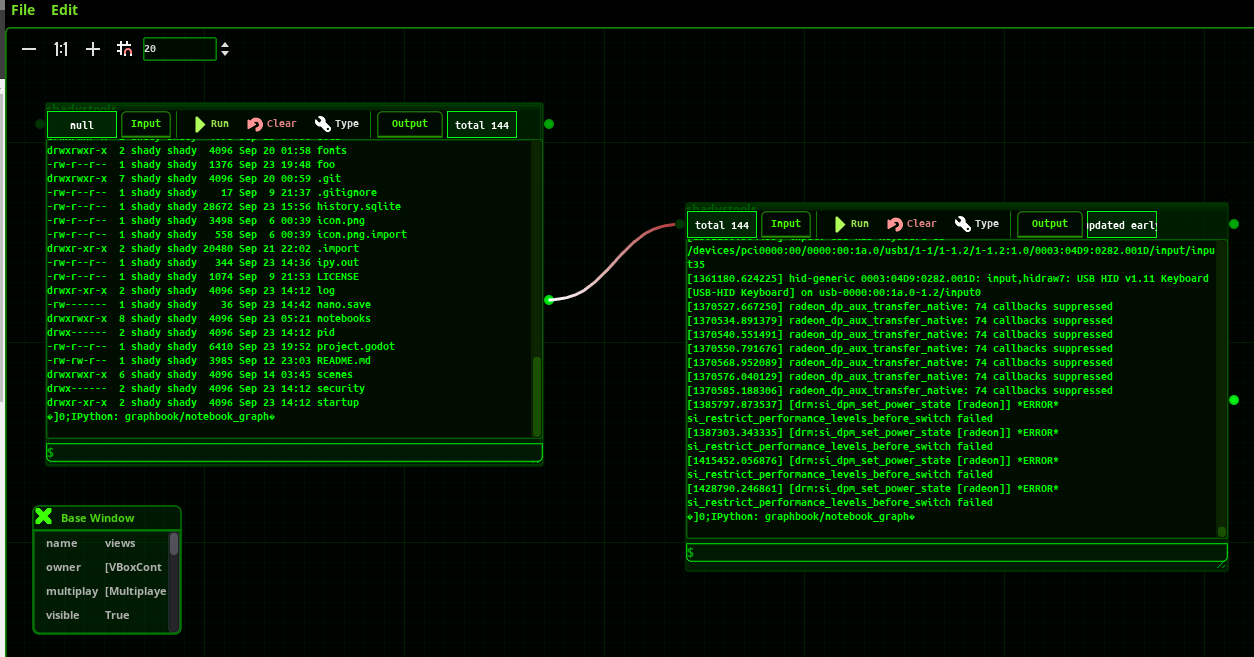 File Edit
1:1 20
null Input Run Clear Type Output total 144
drwxrwxr-x 2 shady shady 4096 Sep 20 01:58 fonts
-rw-r--r-- 1 shady shady 1376 Sep 23 19:48 foo
drwxrwxr-x 7 shady shady 4096 Sep 20 00:59 .git
-rw-r--r-- 1 shady shady 17 Sep 9 21:37 .gitignore
-rw-r--r-- 1 shady shady 28672 Sep 23 15:56 history.sqlite
-rw-rw-r-- 1 shady shady 3498 Sep 6 00:39 icon.png
-rw-rw-r-- 1 shady shady 558 Sep 6 00:39 icon.png.import
drwxr-xr-x 2 shady shady 20480 Sep 21 22:02 .import
-rw-rw-r-- 1 shady shady 344 Sep 23 14:36 ipy.out
-rw-rw-r-- 1 shady shady 1074 Sep 9 21:53 LICENSE
drwxr-xr-x 2 shady shady 4096 Sep 23 14:12 log
-rw------- 1 shady shady 36 Sep 23 14:42 nano.save
drwxrwxr-x 8 shady shady 4096 Sep 23 05:21 notebooks
drwx------ 2 shady shady 4096 Sep 23 14:12 pid
-rw-rw-r-- 1 shady shady 6410 Sep 23 19:52 project.godot
-rw-rw-r-- 1 shady shady 3985 Sep 12 23:03 README.md
drwxrwxr-x 6 shady shady 4096 Sep 14 03:45 scenes
drwx------ 2 shady shady 4096 Sep 23 14:12 security
drwxr-xr-x 2 shady shady 4096 Sep 23 14:12 startup
�]0;IPython: graphbook/notebook_graph�
$
total 144 Input Run Clear Type Output pdated earl
/devices/pci0000:00/0000:00:1a.0/usb1/1-1/1-1.2/1-1.2:1.0/0003:04D9:0282.001D/input/inpu
t35
[1361180.624225] hid-generic 0003:04D9:0282.001D: input,hidraw7: USB HID v1.11 Keyboard
[USB-HID Keyboard] on usb-0000:00:1a.0-1.2/input0
[1370527.667250] radeon_dp_aux_transfer_native: 74 callbacks suppressed
[1370534.891379] radeon_dp_aux_transfer_native: 74 callbacks suppressed
[1370540.551491] radeon_dp_aux_transfer_native: 74 callbacks suppressed
[1370550.791676] radeon_dp_aux_transfer_native: 74 callbacks suppressed
[1370568.952089] radeon_dp_aux_transfer_native: 74 callbacks suppressed
[1370576.040129] radeon_dp_aux_transfer_native: 74 callbacks suppressed
[1370585.188306] radeon_dp_aux_transfer_native: 74 callbacks suppressed
[1385797.873537] [drm:si_dpm_set_power_state [radeon]] *ERROR*
si_restrict_performance_levels_before_switch failed
[1387303.343335] [drm:si_dpm_set_power_state [radeon]] *ERROR*
si_restrict_performance_levels_before_switch failed
[1415452.056876] [drm:si_dpm_set_power_state [radeon]] *ERROR*
si_restrict_performance_levels_before_switch failed
[1428790.246861] [drm:si_dpm_set_power_state [radeon]] *ERROR*
si_restrict_performance_levels_before_switch failed
�]0;IPython: graphbook/notebook_graph�
$
Base Window
name views
owner [VBoxCont
multiplay [Multiplaye
visible True